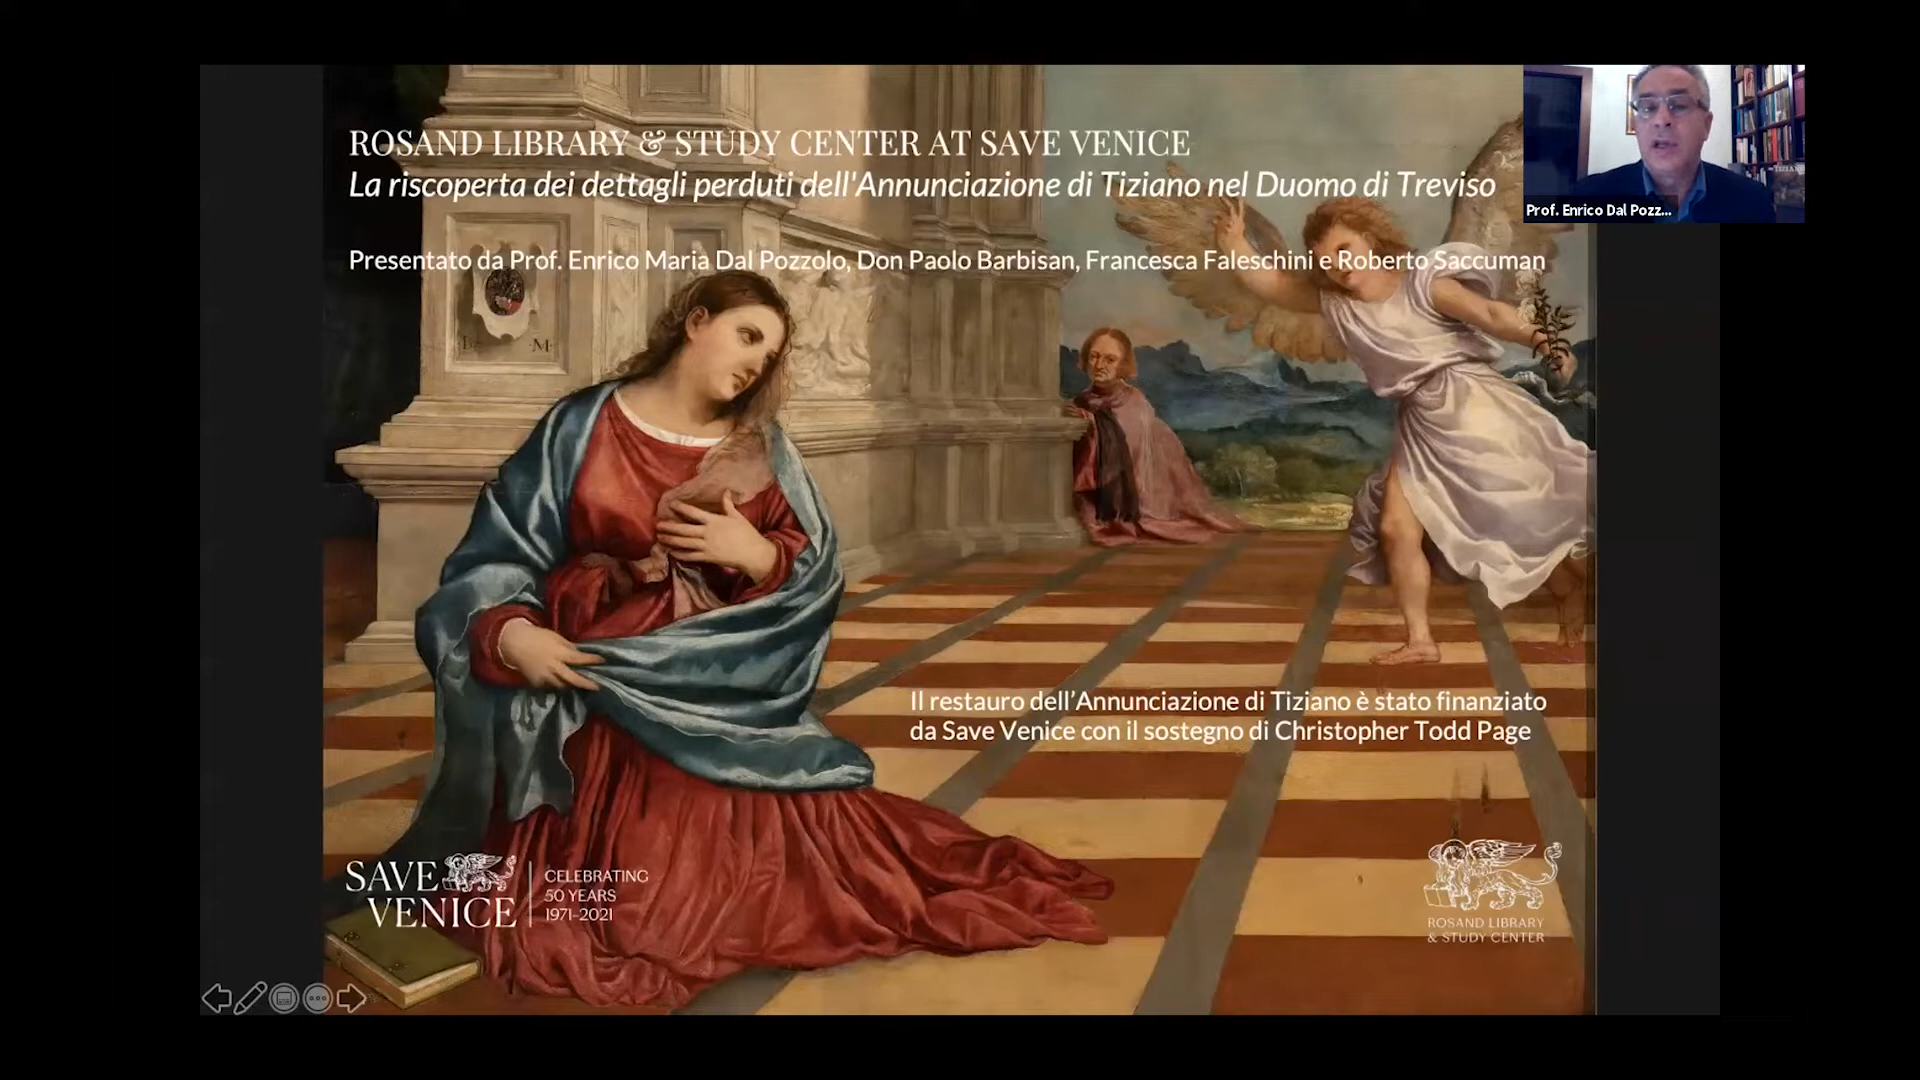 ROSAND LIBRARY & STUDY CENTER AT SAVE VENICE
La riscoperta dei dettagli perduti dell'Annunciazione di Tiziano nel Duomo di Treviso
Presentato da Prof. Enrico Maria Dal Pozzolo, Don Paolo Barbisan, Francesca Faleschini e Roberto Saccuman
Prof. Enrico Dal Pozz...
TIZIANO
·M·
Il restauro dell’Annunciazione di Tiziano è stato finanziato
da Save Venice con il sostegno di Christopher Todd Page
SAVE
VENICE
CELEBRATING
50 YEARS
1971-2021
ROSAND LIBRARY
& STUDY CENTER